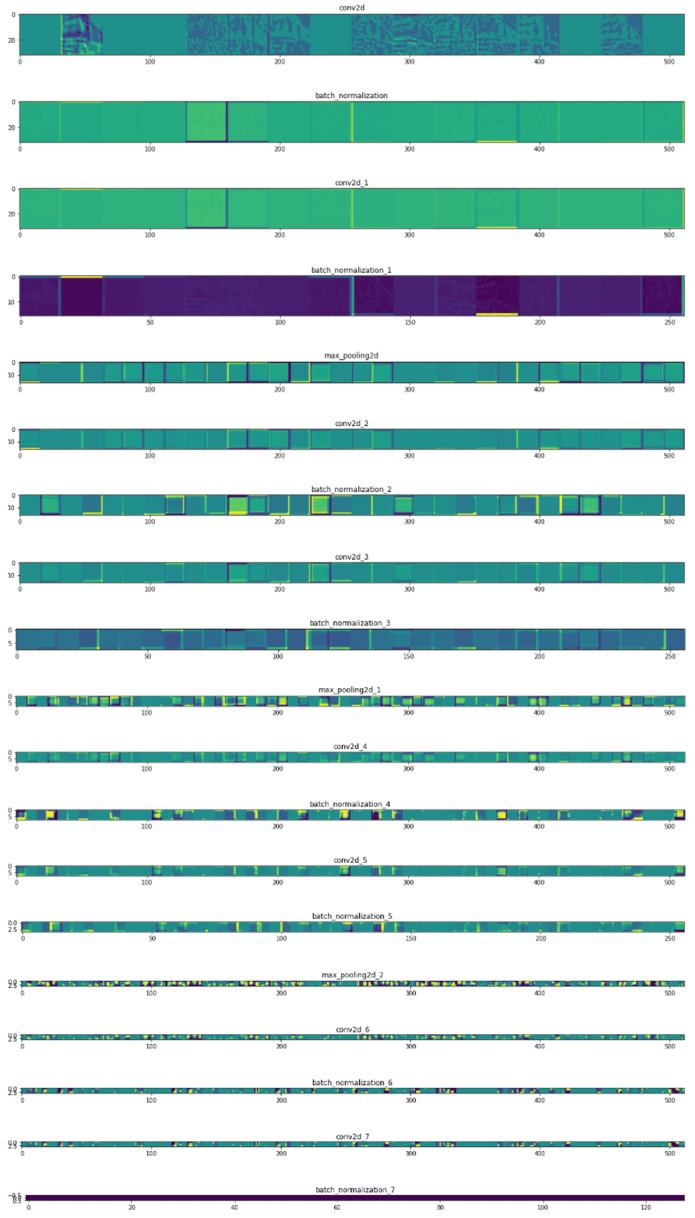 conv2d
0
20
0 100 200 300 400 500
batch_normalization
0
20
0 100 200 300 400 500
conv2d_1
0
20
0 100 200 300 400 500
batch_normalization_1
0
10
0 50 100 150 200 250
max_pooling2d
0
10
0 100 200 300 400 500
conv2d_2
0
10
0 100 200 300 400 500
batch_normalization_2
0
10
0 100 200 300 400 500
conv2d_3
0
10
0 100 200 300 400 500
batch_normalization_3
0
5
0 50 100 150 200 250
max_pooling2d_1
0
5
0 100 200 300 400 500
conv2d_4
0
5
0 100 200 300 400 500
batch_normalization_4
0
5
0 100 200 300 400 500
conv2d_5
0
5
0 100 200 300 400 500
batch_normalization_5
0.0
2.5
0 50 100 150 200 250
max_pooling2d_2
0.0
2.5
0 100 200 300 400 500
conv2d_6
0.0
2.5
0 100 200 300 400 500
batch_normalization_6
0.0
2.5
0 100 200 300 400 500
conv2d_7
0.0
2.5
0 100 200 300 400 500
batch_normalization_7
0 20 40 60 80 100 120